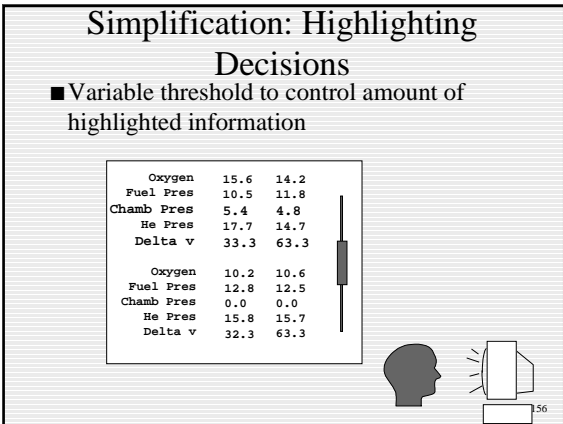 Simplification: Highlighting
Decisions
■ Variable threshold to control amount of
highlighted information
Oxygen 15.6 14.2
Fuel Pres 10.5 11.8
Chamb Pres 5.4 4.8
He Pres 17.7 14.7
Delta v 33.3 63.3
Oxygen 10.2 10.6
Fuel Pres 12.8 12.5
Chamb Pres 0.0 0.0
He Pres 15.8 15.7
Delta v 32.3 63.3
156